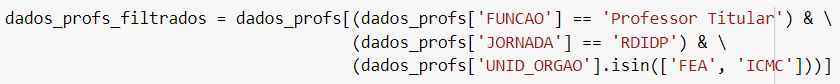 dados_profs_filtrados = dados_profs[(dados_profs['FUNCAO'] == 'Professor Titular') & \
(dados_profs['JORNADA'] == 'RDIDP') & \
(dados_profs['UNID_ORGAO'].isin(['FEA', 'ICMC']))]